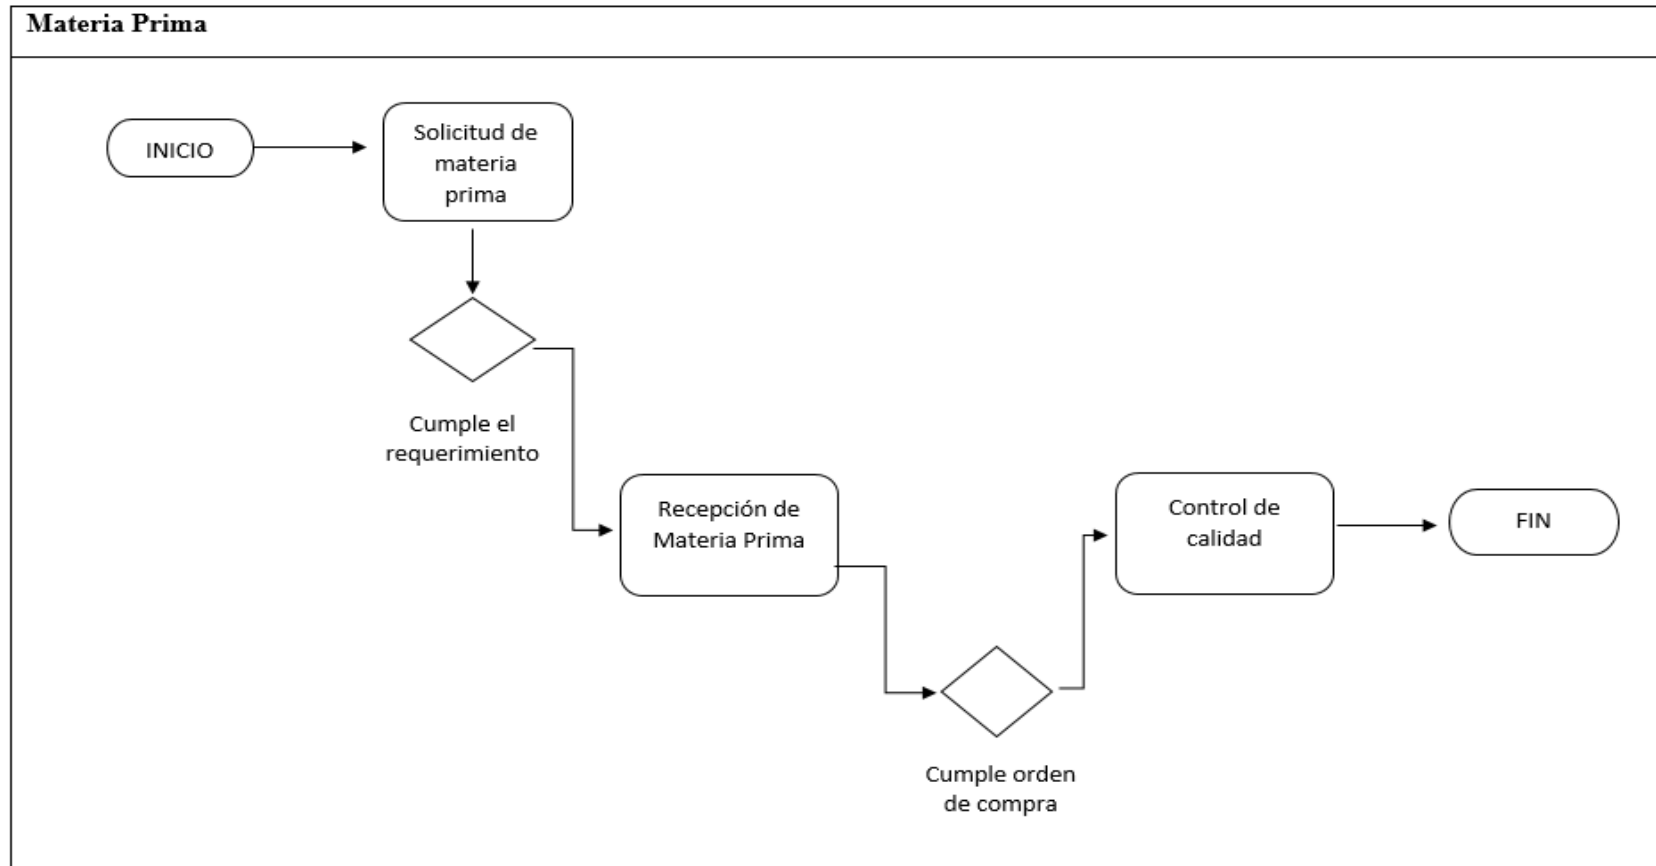 Materia Prima
INICIO
Solicitud de
materia
prima
Cumple el
requerimiento
Recepción de
Materia Prima
Cumple orden
de compra
Control de
calidad
FIN